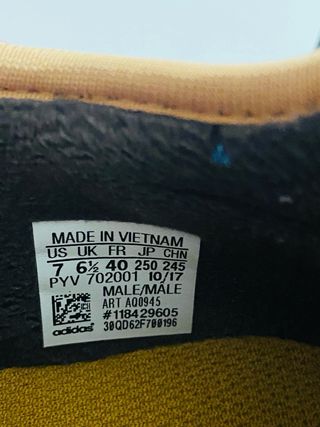 MADE IN VIETNAM
US UK FR JP CHN
7 6½ 40 250 245
PYV 702001 10/17
MALE/MÂLE
ART AQ0945
#118429605
adidas 30QD62F700196